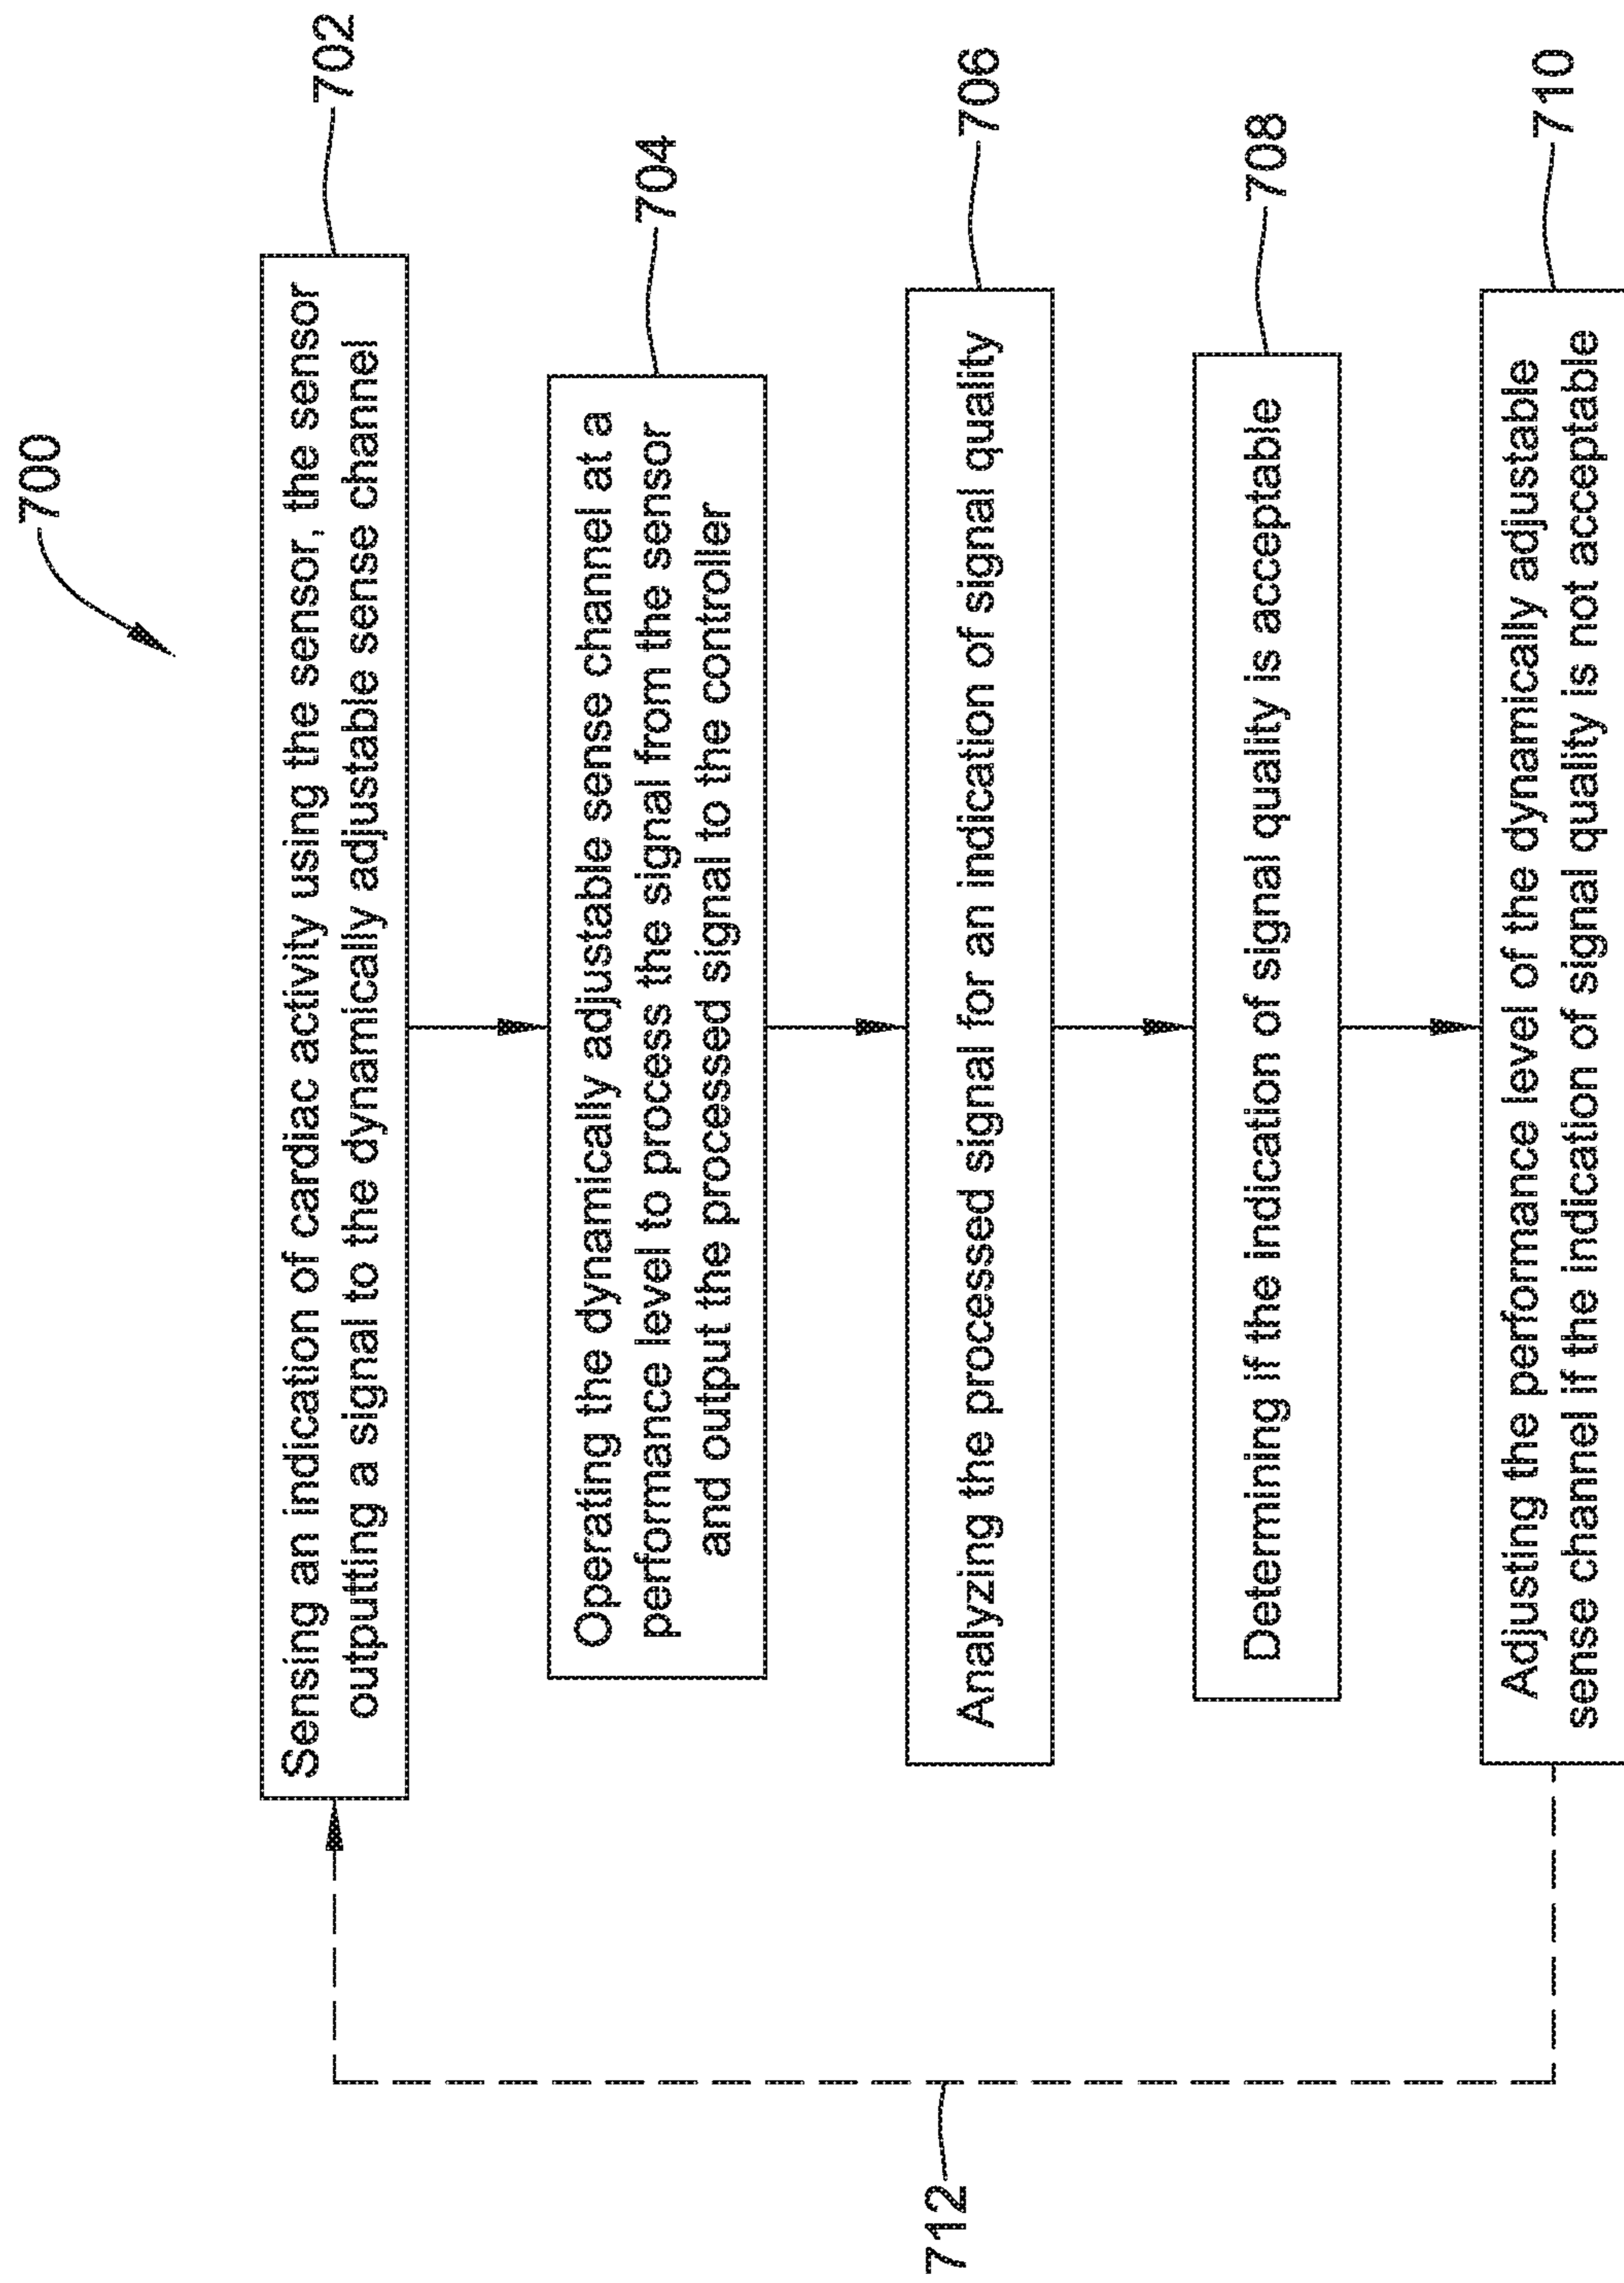 700
Sensing an indication of cardiac activity using the sensor, the sensor
outputting a signal to the dynamically adjustable sense channel
702
Operating the dynamically adjustable sense channel at a
performance level to process the signal from the sensor
and output the processed signal to the controller
704
Analyzing the processed signal for an indication of signal quality
706
Determining if the indication of signal quality is acceptable
708
Adjusting the performance level of the dynamically adjustable
sense channel if the indication of signal quality is not acceptable
710
712